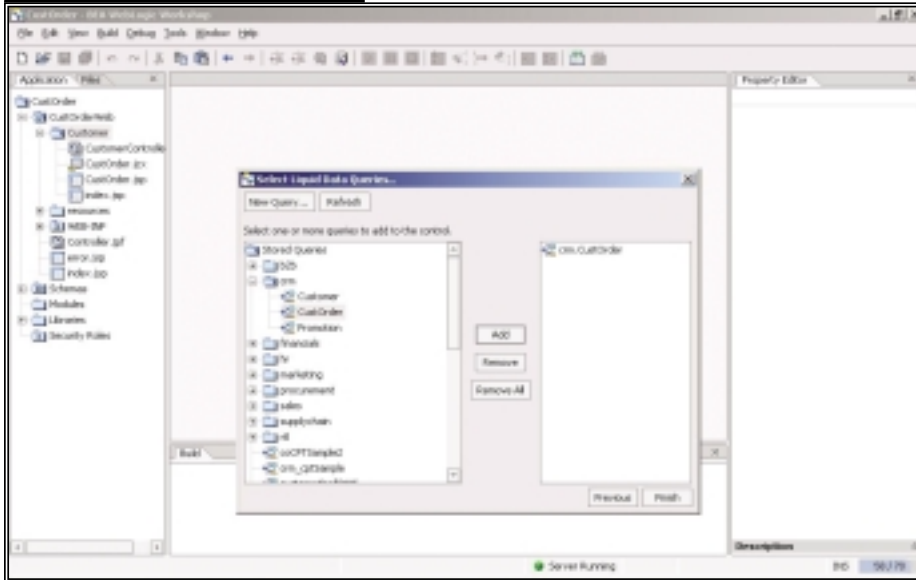 CustOrder - BEA WebLogic Workshop
File Edit View Build Debug Tools Window Help
Application Files
Property Editor
CustOrder
CustOrderWeb
Customer
CustomerControlle
CustOrder.jcx
CustOrder.jsp
index.jsp
resources
WEB-INF
Controller.jpf
error.jsp
index.jsp
Schemas
Modules
Libraries
Security Roles
Select Liquid Data Queries...
New Query ... Refresh
Select one or more queries to add to the control.
Stored Queries
b2b
crm
Customer
CustOrder
Promotion
financials
hr
marketing
procurement
sales
supplychain
crm_cptSample
crm.CustOrder
Add
Remove
Remove All
Previous Finish
Build
Description
Server Running
INS